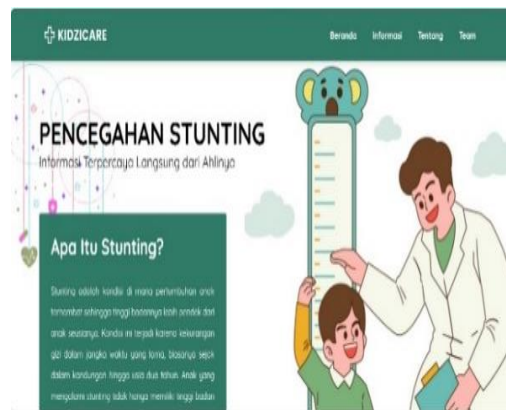 KIDZICARE
Beranda Informasi Tentang Team
PENCEGAHAN STUNTING
Informasi Terpercaya Langsung dari Ahlinya
Apa Itu Stunting?
Stunting adalah kondisi di mana pertumbuhan anak
terhambat sehingga tinggi badannya lebih pendek dari
anak seusianya. Kondisi ini terjadi karena kekurangan
gizi dalam jangka waktu yang lama, biasanya sejak
dalam kandungan hingga usia dua tahun. Anak yang
mengalami stunting tidak hanya memiliki tinggi badan